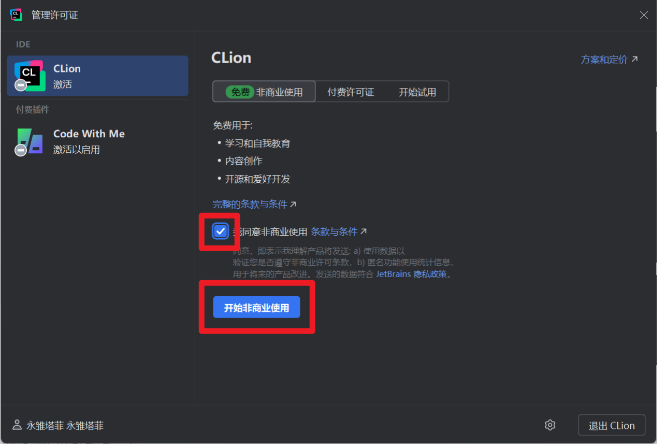 管理许可证
IDE
CL
CLion
激活
付费插件
Code With Me
激活以启用
CLion
方案和定价
免费 非商业使用 付费许可证 开始试用
免费用于:
• 学习和自我教育
• 内容创作
• 开源和爱好开发
完整的条款与条件
同意非商业使用 条款与条件
即表示我理解产品将发送: a) 使用数据以
验证您是否遵守非商业许可条款、b) 匿名功能使用统计信息,
用于将来的产品改进。发送的数据符合 JetBrains 隐私政策。
开始非商业使用
永雏塔菲 永雏塔菲
退出 CLion